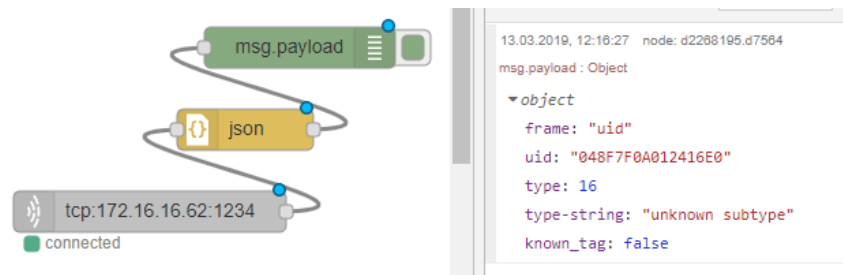 msg.payload
json
tcp:172.16.16.62:1234
connected
13.03.2019, 12:16:27 node: d2268195.d7564
msg.payload : Object
object
frame: "uid"
uid: "048F7F0A012416E0"
type: 16
type-string: "unknown subtype"
known_tag: false